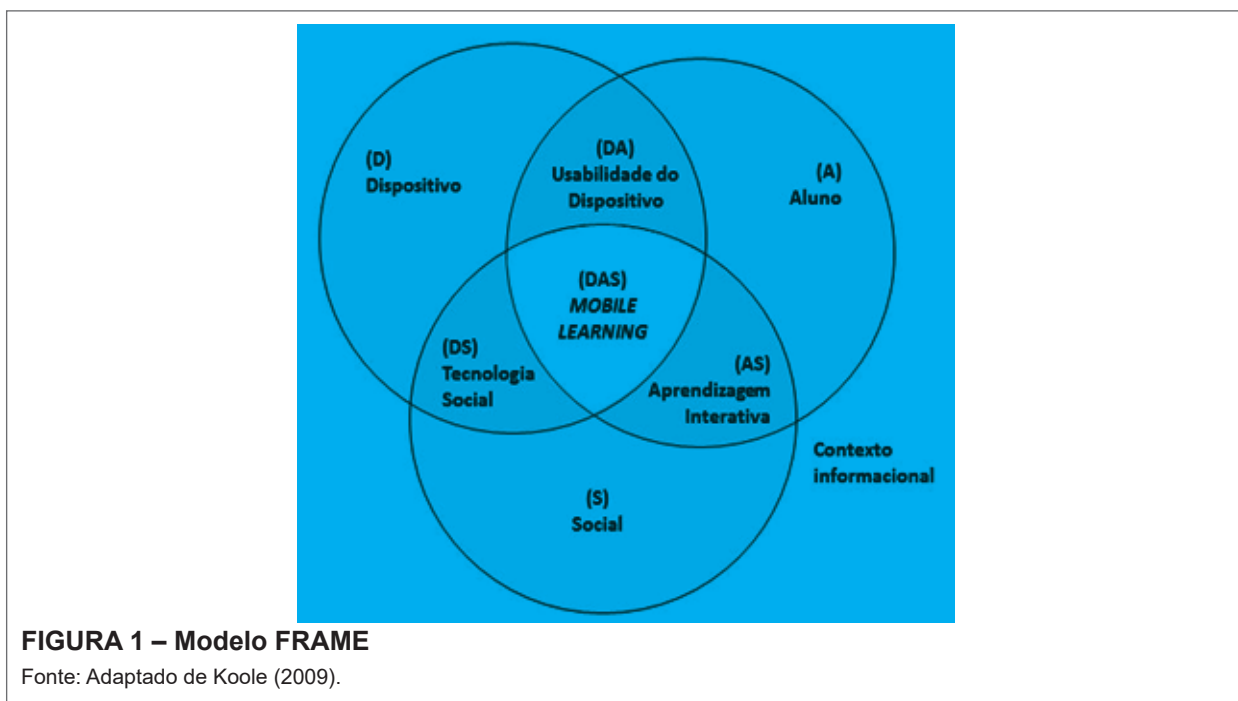 (D)
Dispositivo
(DA)
Usabilidade do
Dispositivo
(A)
Aluno
(DAS)
MOBILE
LEARNING
(DS)
Tecnologia
Social
(AS)
Aprendizagem
Interativa
Contexto
informacional
(S)
Social
FIGURA 1 – Modelo FRAME
Fonte: Adaptado de Koole (2009).